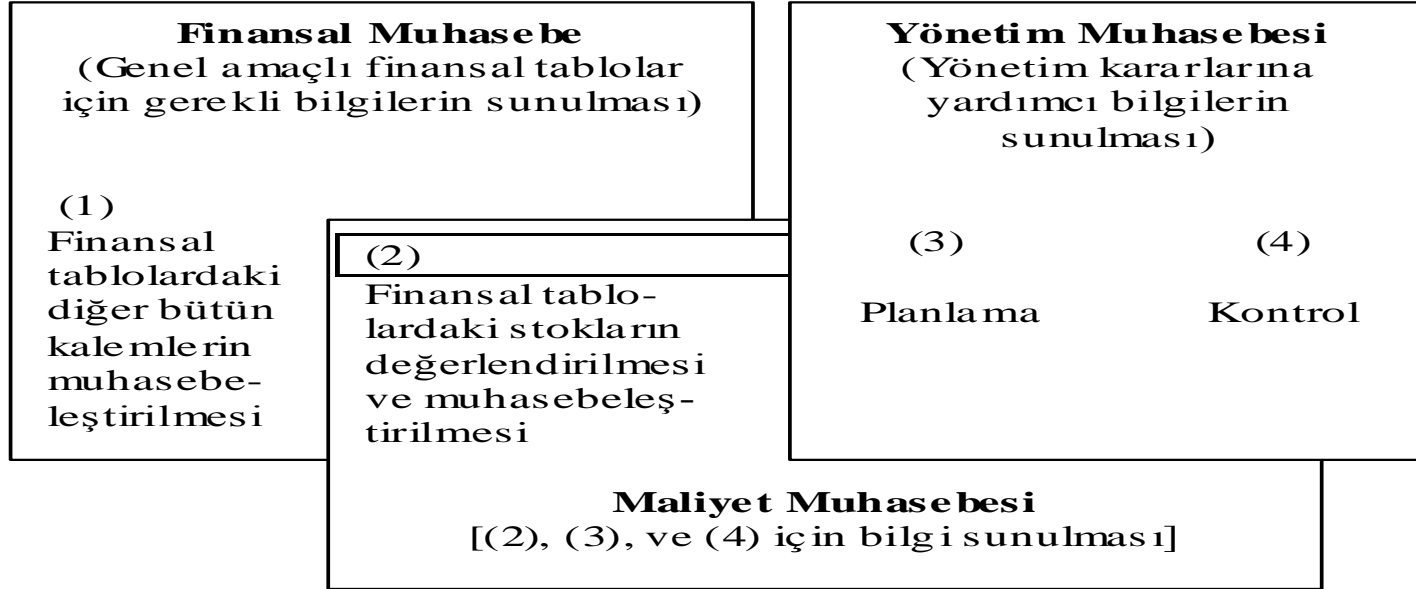 Finansal Muhasebe
(Genel amaçlı finansal tablolar
için gerekli bilgilerin sunulması)
(1)
Finansal
tablolardaki
diğer bütün
kalemlerin
muhasebe-
leştirilmesi
(2)
Finansal tablo-
lardaki stokların
değerlendirilmesi
ve muhasebeleş-
tirilmesi
Yönetim Muhasebesi
(Yönetim kararlarına
yardımcı bilgilerin
sunulması)
(3) (4)
Planlama Kontrol
Maliyet Muhasebesi
[(2), (3), ve (4) için bilgi sunulması]